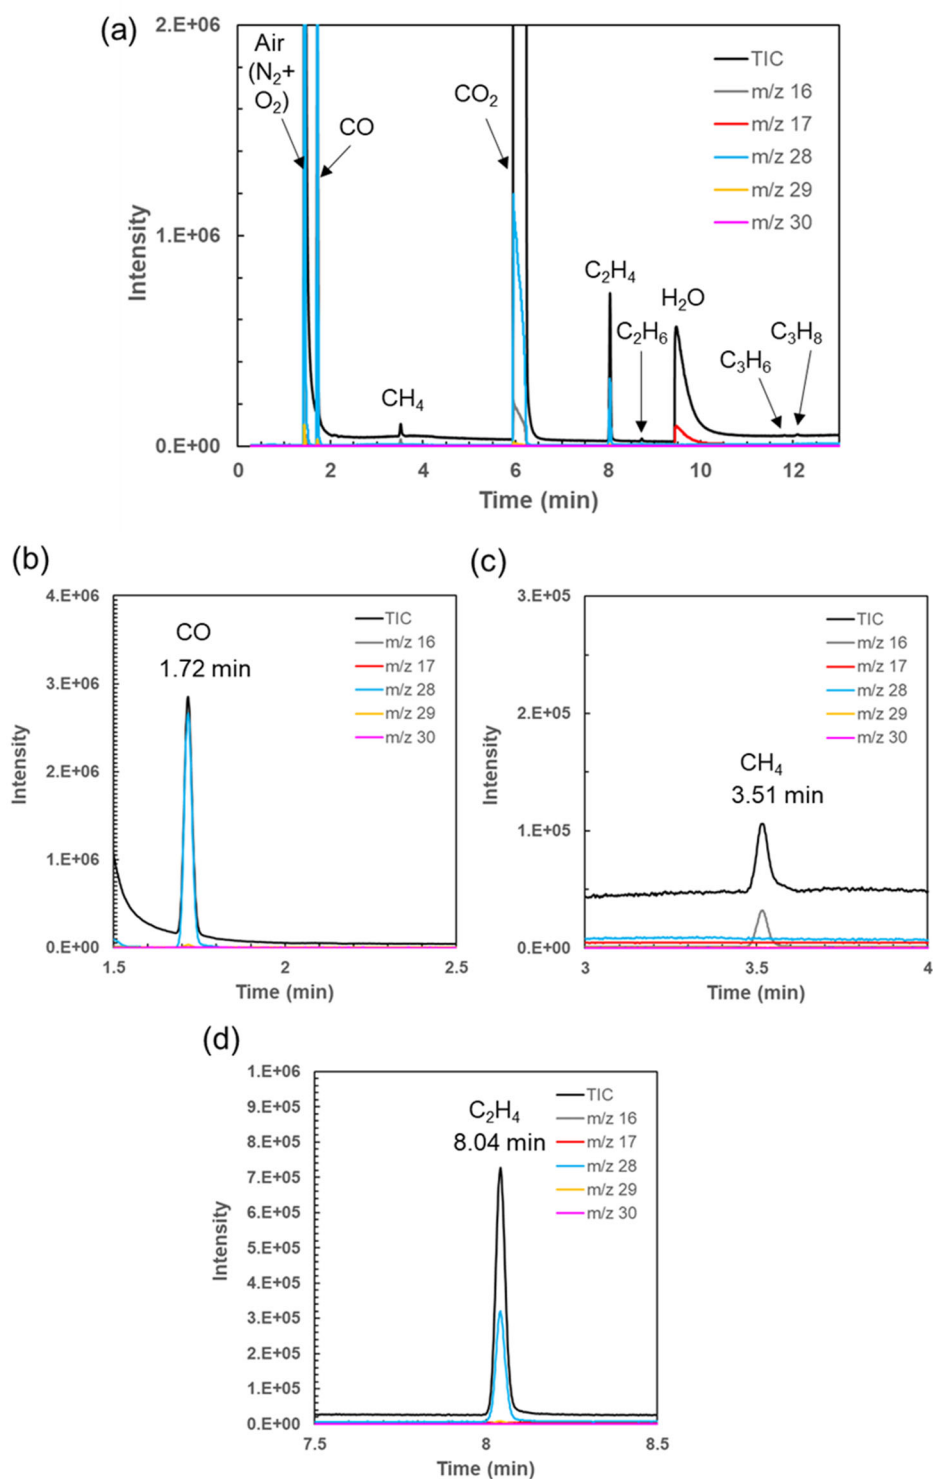 (a)
2.E+06
1.E+06
0.E+00
Intensity
Air
(N₂+
O₂)
CO
CH₄
CO₂
C₂H₄
C₂H₆
H₂O
C₃H₆
C₃H₈
TIC
m/z 16
m/z 17
m/z 28
m/z 29
m/z 30
0 2 4 6 8 10 12
Time (min)
(b)
4.E+06
3.E+06
2.E+06
1.E+06
0.E+00
Intensity
CO
1.72 min
TIC
m/z 16
m/z 17
m/z 28
m/z 29
m/z 30
1.5 2 2.5
Time (min)
(c)
3.E+05
2.E+05
1.E+05
0.E+00
Intensity
CH₄
3.51 min
TIC
m/z 16
m/z 17
m/z 28
m/z 29
m/z 30
3 3.5 4
Time (min)
(d)
1.E+06
9.E+05
8.E+05
7.E+05
6.E+05
5.E+05
4.E+05
3.E+05
2.E+05
1.E+05
0.E+00
Intensity
C₂H₄
8.04 min
TIC
m/z 16
m/z 17
m/z 28
m/z 29
m/z 30
7.5 8 8.5
Time (min)